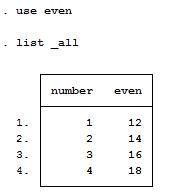 . use even
. list _all
number even
1. 1 12
2. 2 14
3. 3 16
4. 4 18